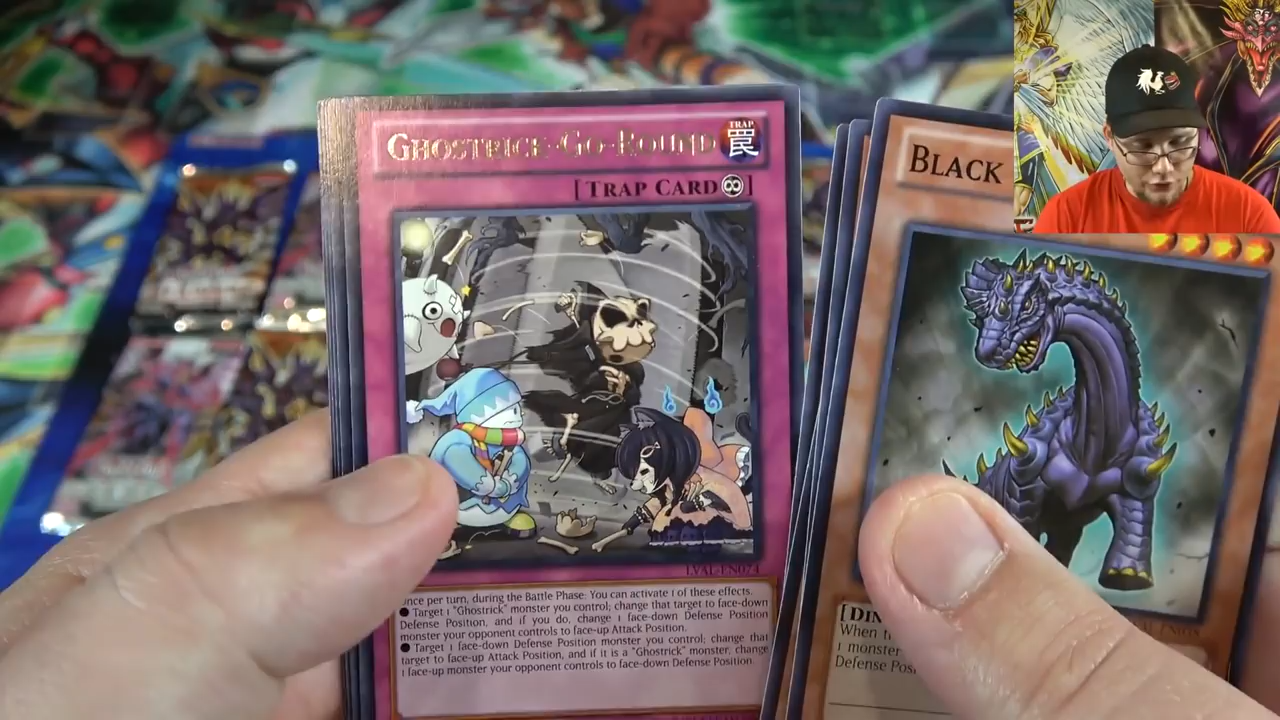 GHOSTRICK-GO-ROUND
TRAP
罠
[TRAP CARD ]
LVAL-EN074
once per turn, during the Battle Phase: You can activate 1 of these effects.
● Target 1 "Ghostrick" monster you control; change that target to face-down
Defense Position, and if you do, change 1 face-down Defense Position
monster your opponent controls to face-up Attack Position.
● Target 1 face-down Defense Position monster you control; change that
target to face-up Attack Position, and if it is a "Ghostrick" monster, change
1 face-up monster your opponent controls to face-down Defense Position.
BLACK
[DIN
When
1 monster
Defense Pos